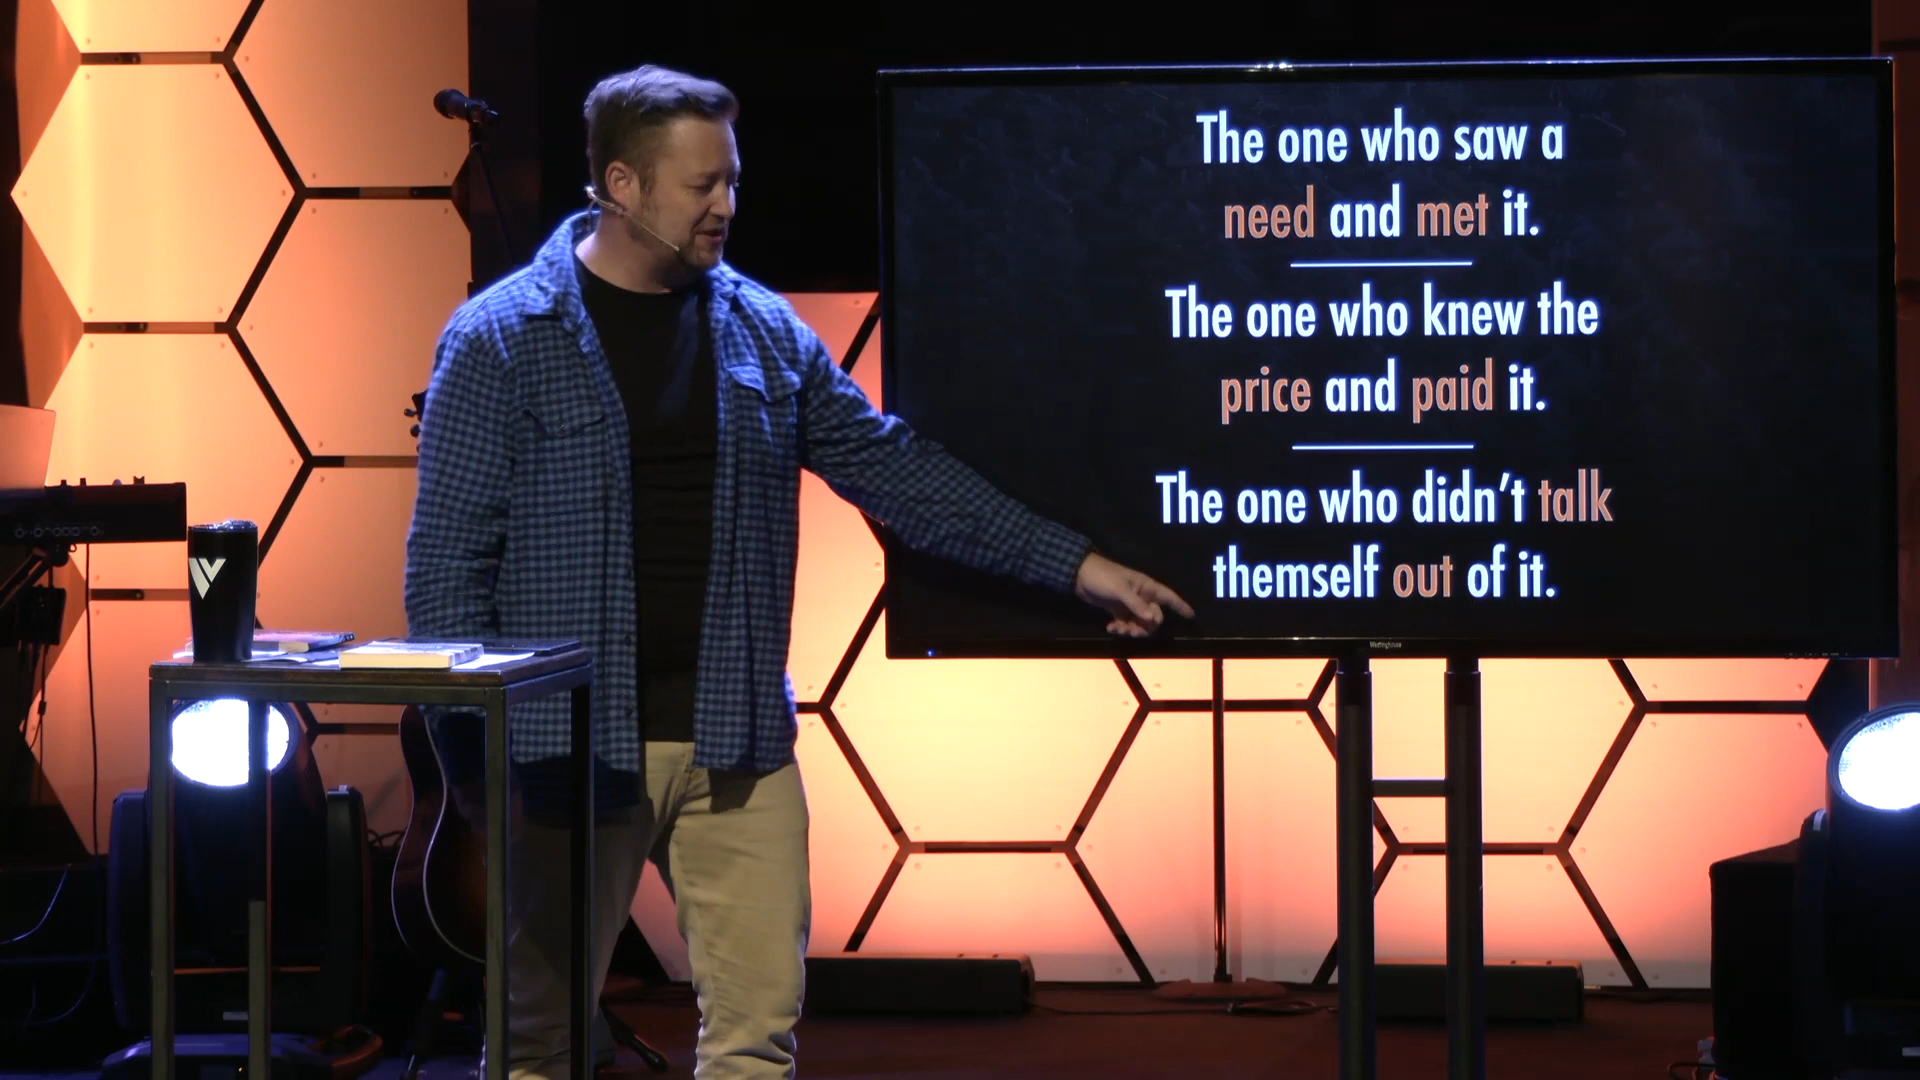 The one who saw a
need and met it.
The one who knew the
price and paid it.
The one who didn't talk
themself out of it.
Westinghouse